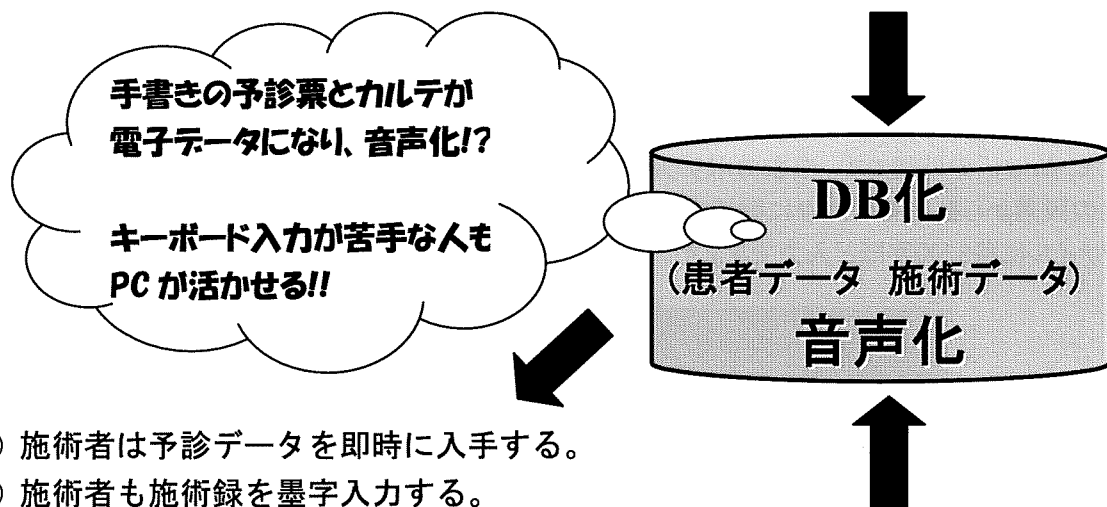 手書きの予診票とカルテが
電子データになり、音声化!?
キーボード入力が苦手な人も
PCが活かせる!!
DB化
(患者データ 施術データ)
音声化
) 施術者は予診データを即時に入手する。
) 施術者も施術録を墨字入力する。